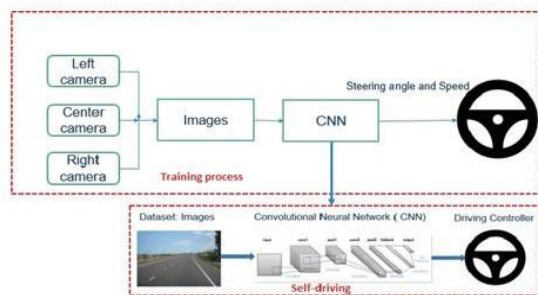 Left
camera
Center
camera
Right
camera
Images
CNN
Steering angle and Speed
Training process
Dataset: Images
Convolutional Neural Network ( CNN)
Driving Controller
Self-driving